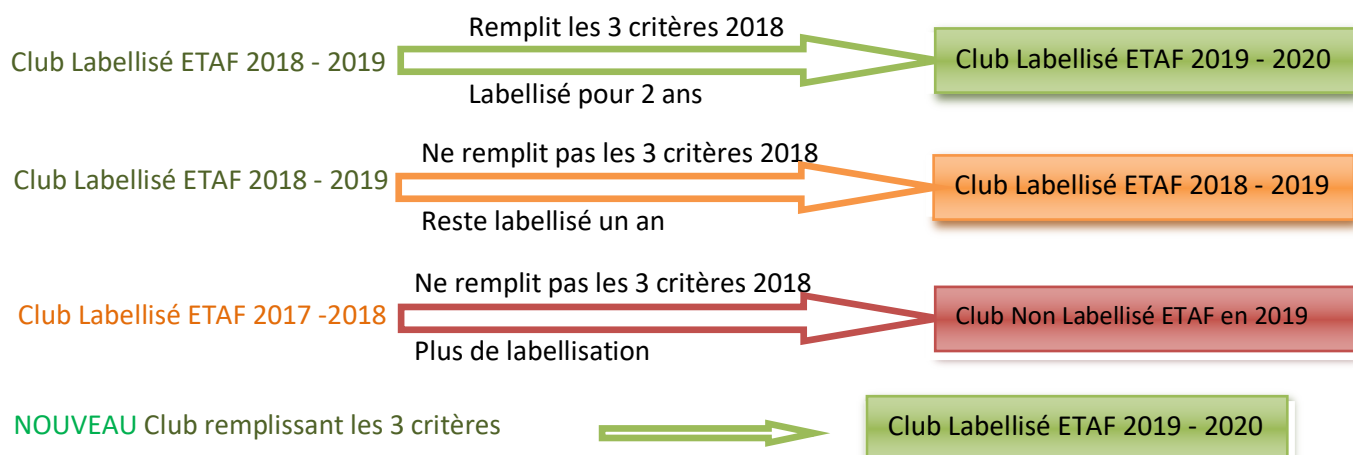 Remplit les 3 critères 2018
Club Labellisé ETAF 2018 - 2019
Club Labellisé ETAF 2019 - 2020
Labellisé pour 2 ans
Ne remplit pas les 3 critères 2018
Club Labellisé ETAF 2018 - 2019
Club Labellisé ETAF 2018 - 2019
Reste labellisé un an
Ne remplit pas les 3 critères 2018
Club Labellisé ETAF 2017 -2018
Club Non Labellisé ETAF en 2019
Plus de labellisation
NOUVEAU Club remplissant les 3 critères
Club Labellisé ETAF 2019 - 2020